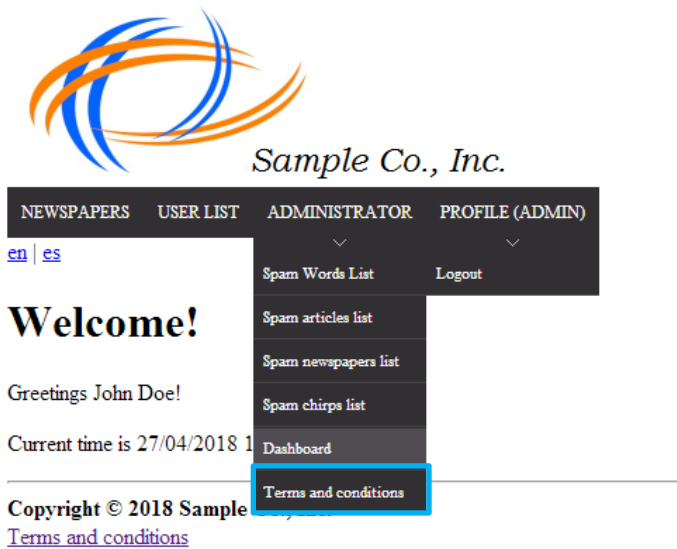 Sample Co., Inc.
NEWSPAPERS USER LIST ADMINISTRATOR PROFILE (ADMIN)
en | es
Spam Words List
Logout
Spam articles list
Spam newspapers list
Spam chirps list
Dashboard
Terms and conditions
Welcome!
Greetings John Doe!
Current time is 27/04/2018 1
Copyright © 2018 Sample
Terms and conditions